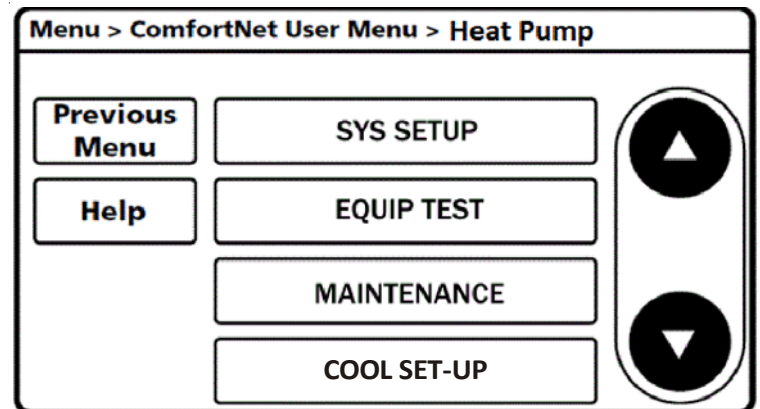 Menu > ComfortNet User Menu > Heat Pump
Previous
Menu
SYS SETUP
Help
EQUIP TEST
MAINTENANCE
COOL SET-UP